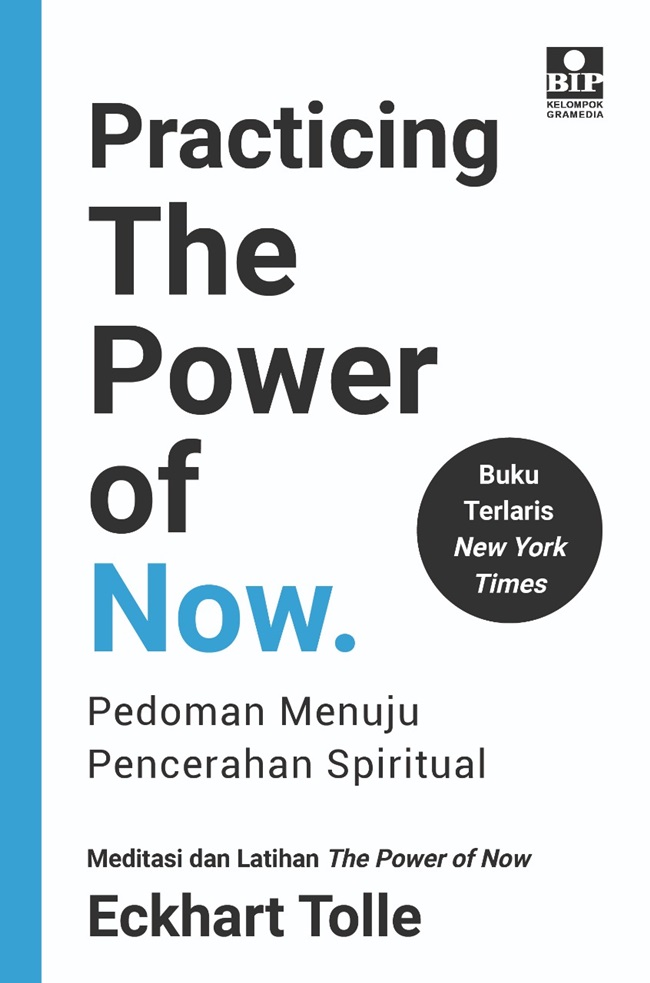 BIP
KELOMPOK
GRAMEDIA
Practicing
The
Power
of
Now.
Buku
Terlaris
New York
Times
Pedoman Menuju
Pencerahan Spiritual
Meditasi dan Latihan The Power of Now
Eckhart Tolle